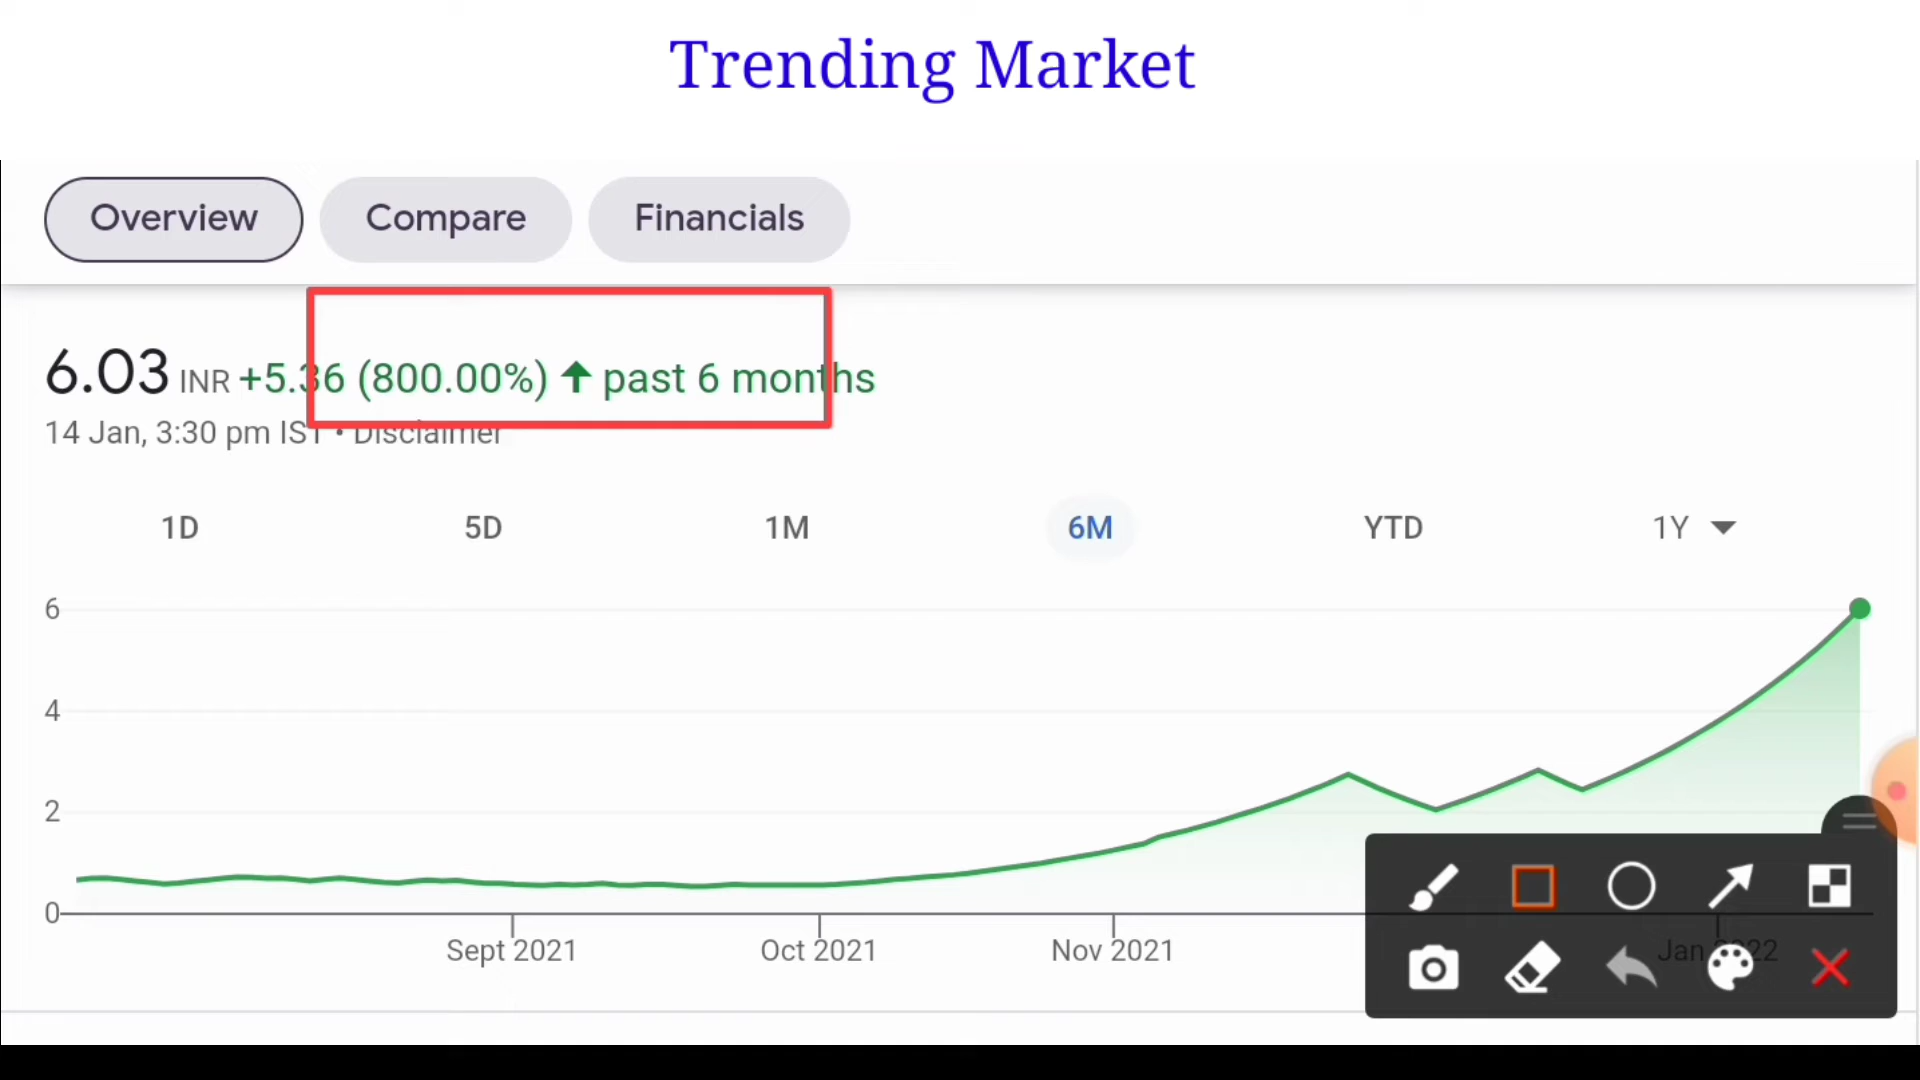 Trending Market
Overview Compare Financials
6.03 INR +5.36 (800.00%) ↑ past 6 months
14 Jan, 3:30 pm IST • Disclaimer
1D 5D 1M 6M YTD 1Y
6
4
2
0
Sept 2021 Oct 2021 Nov 2021 Jan 2022